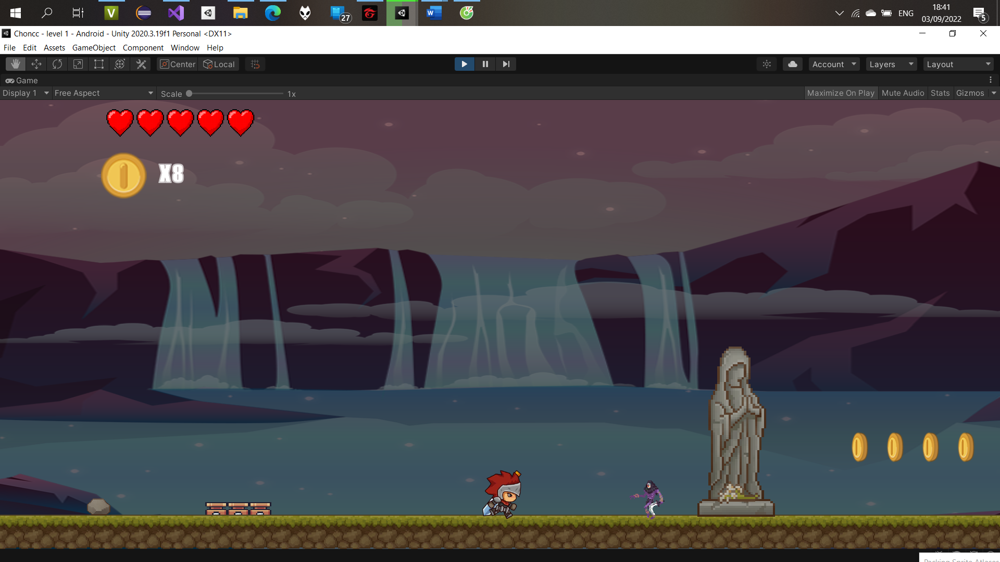 27
ENG
18:41
03/09/2022
5
Choncc - level 1 - Android - Unity 2020.3.19f1 Personal <DX11>
File Edit Assets GameObject Component Window Help
Center Local
Account Layers Layout
Game
Display 1 Free Aspect Scale 1x Maximize On Play Mute Audio Stats Gizmos
X8
Packing Sprite Atlases